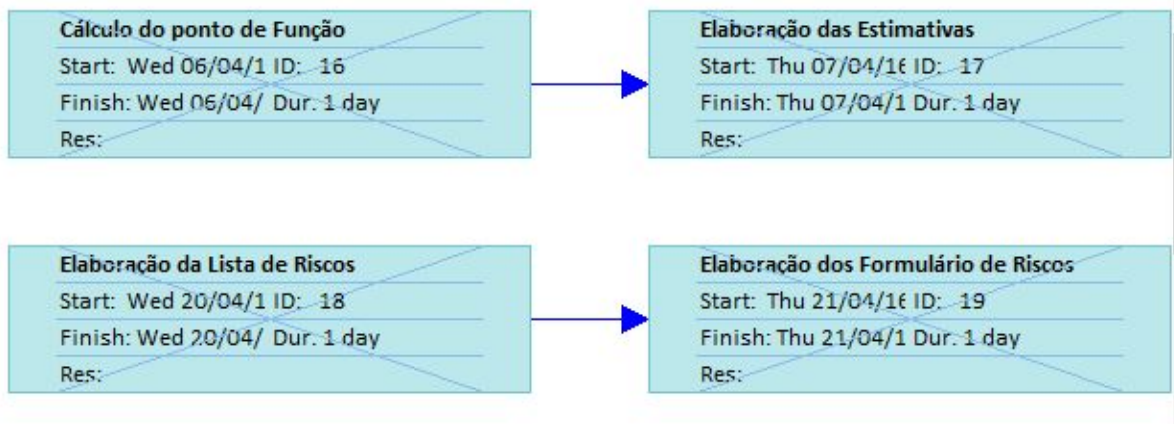 Cálculo do ponto de Função
Start: Wed 06/04/1 ID: 16
Finish: Wed 06/04/ Dur. 1 day
Res:
Elaboração das Estimativas
Start: Thu 07/04/16 ID: 17
Finish: Thu 07/04/1 Dur. 1 day
Res:
Elaboração da Lista de Riscos
Start: Wed 20/04/1 ID: 18
Finish: Wed 20/04/ Dur. 1 day
Res:
Elaboração dos Formulário de Riscos
Start: Thu 21/04/16 ID: 19
Finish: Thu 21/04/1 Dur. 1 day
Res: